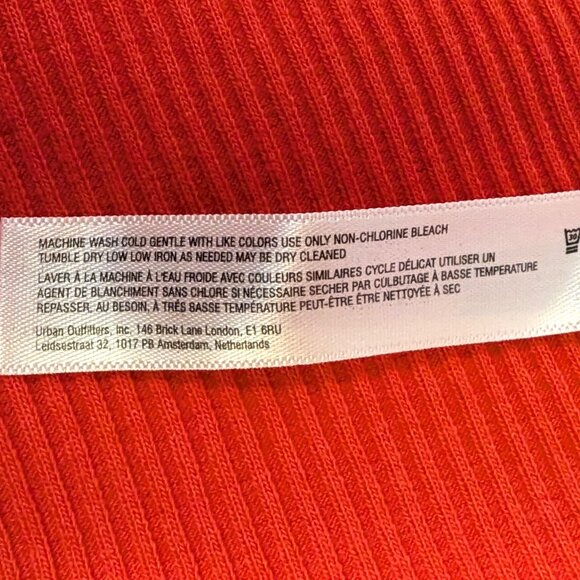 MACHINE WASH COLD GENTLE WITH LIKE COLORS USE ONLY NON-CHLORINE BLEACH
TUMBLE DRY LOW LOW IRON AS NEEDED MAY BE DRY CLEANED
LAVER À LA MACHINE À L'EAU FROIDE AVEC COULEURS SIMILAIRES CYCLE DÉLICAT UTILISER UN
AGENT DE BLANCHIMENT SANS CHLORE SI NÉCESSAIRE SECHER PAR CULBUTAGE À BASSE TEMPERATURE
REPASSER, AU BESOIN, À TRÈS BASSE TEMPÉRATURE PEUT-ÊTRE ÊTRE NETTOYÉE À SEC
Urban Outfitters, Inc. 146 Brick Lane London, E1 6RU
Leidsestraat 32, 1017 PB Amsterdam, Netherlands